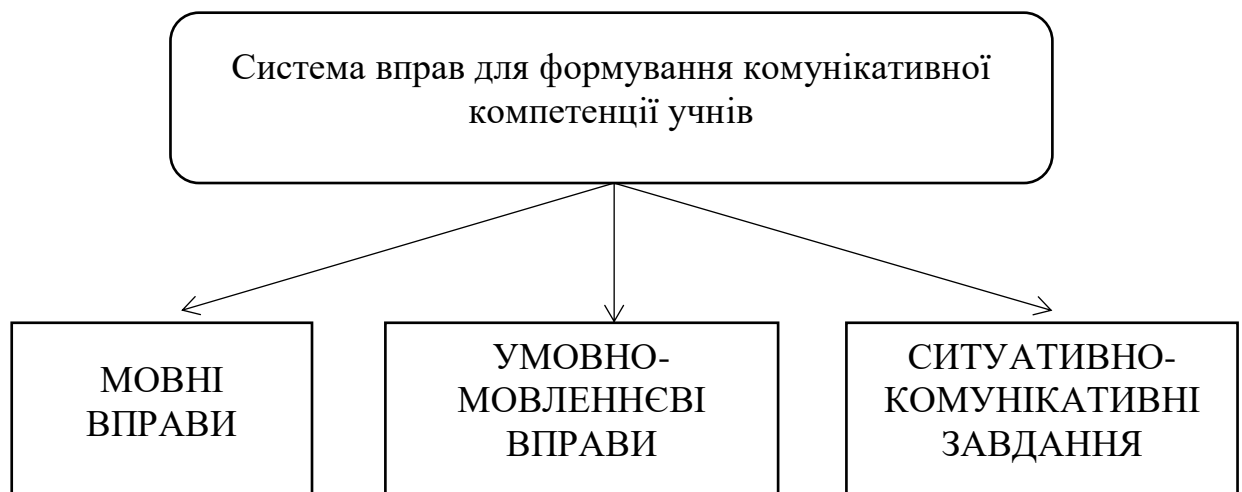 Система вправ для формування комунікативної
компетенції учнів
МОВНІ
ВПРАВИ
УМОВНО-
МОВЛЕННЄВІ
ВПРАВИ
СИТУАТИВНО-
КОМУНІКАТИВНІ
ЗАВДАННЯ